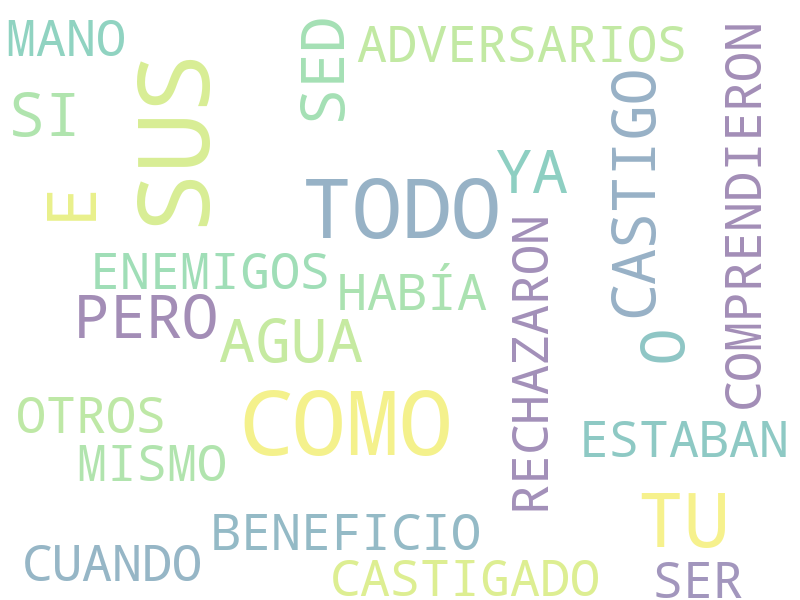 MANO
SED
ADVERSARIOS
SI
SUS
CASTIGO
COMPRENDIERON
YA
E
TODO
ENEMIGOS
HABÍA
RECHAZARON
PERO
AGUA
O
OTROS
COMO
MISMO
ESTABAN
TU
BENEFICIO
CUANDO
CASTIGADO
SER